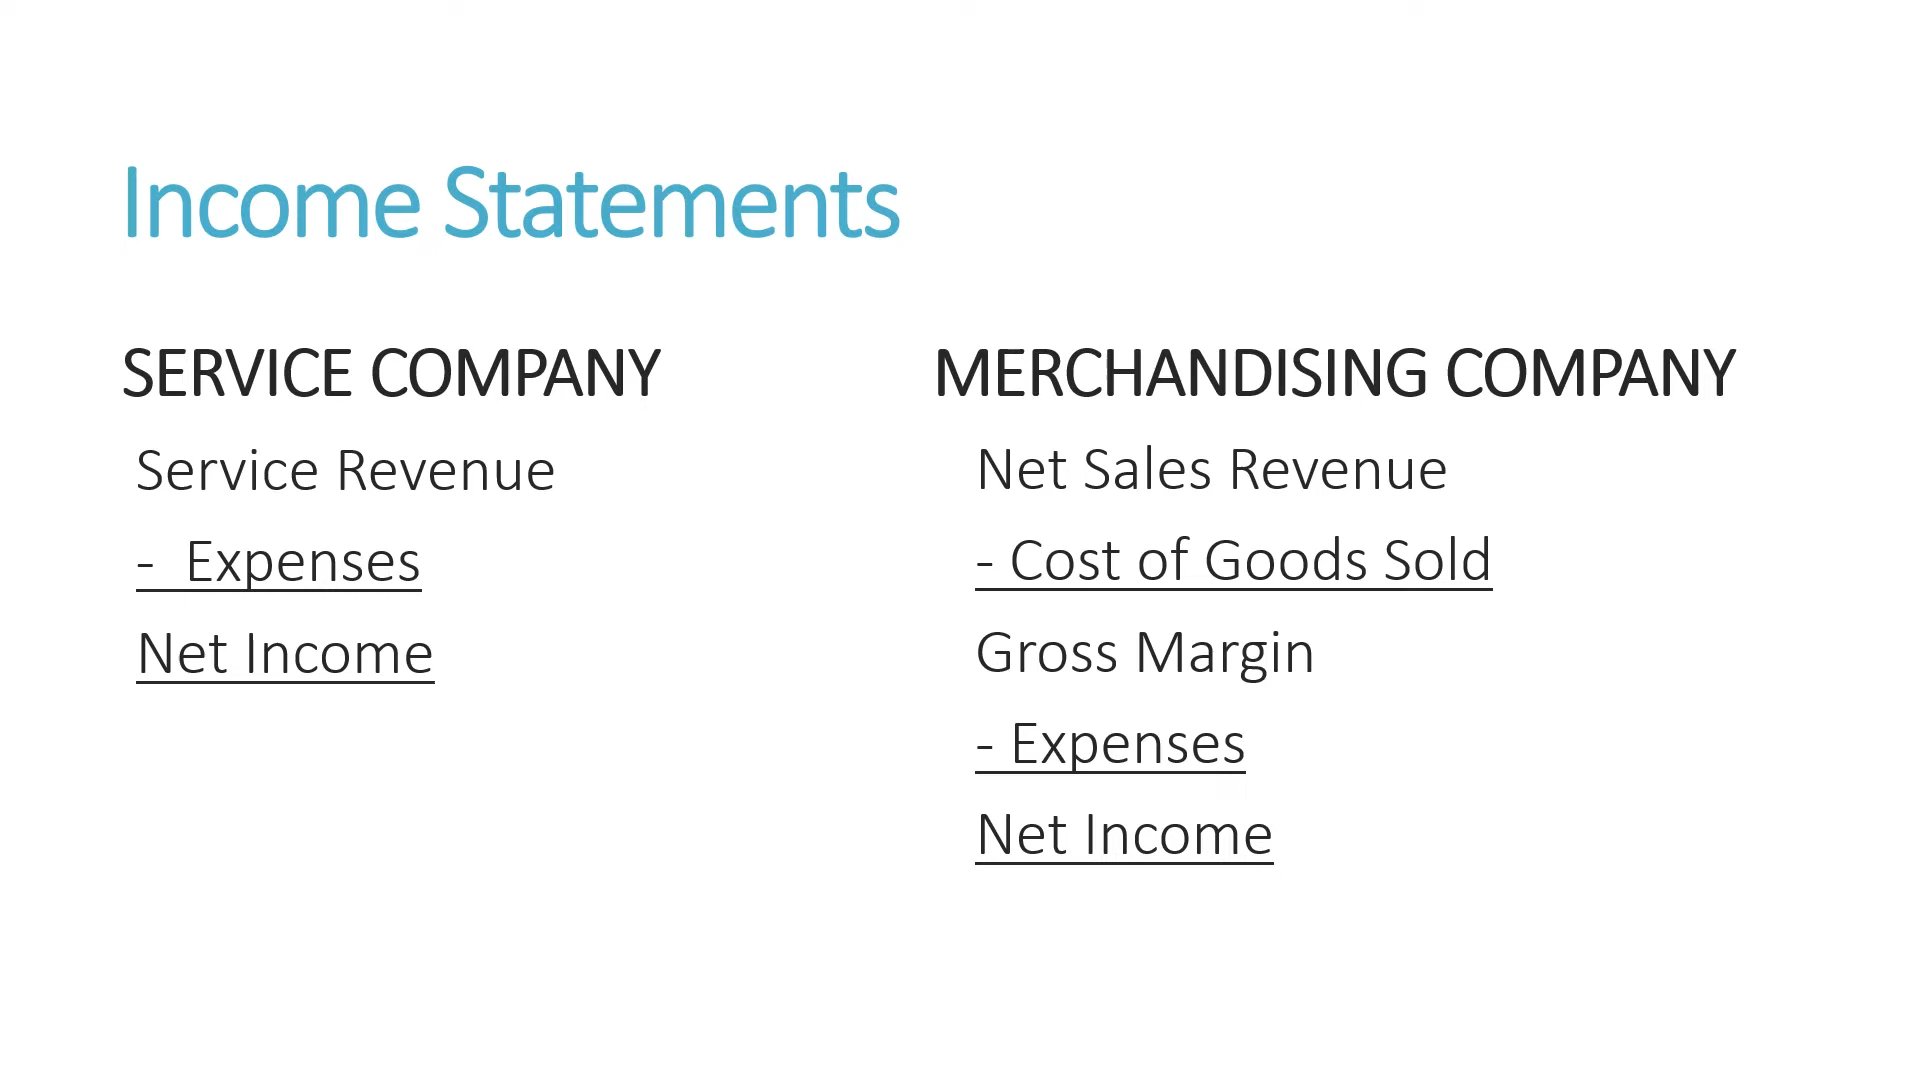 Income Statements
SERVICE COMPANY
Service Revenue
-  Expenses
Net Income
MERCHANDISING COMPANY
Net Sales Revenue
- Cost of Goods Sold
Gross Margin
- Expenses
Net Income